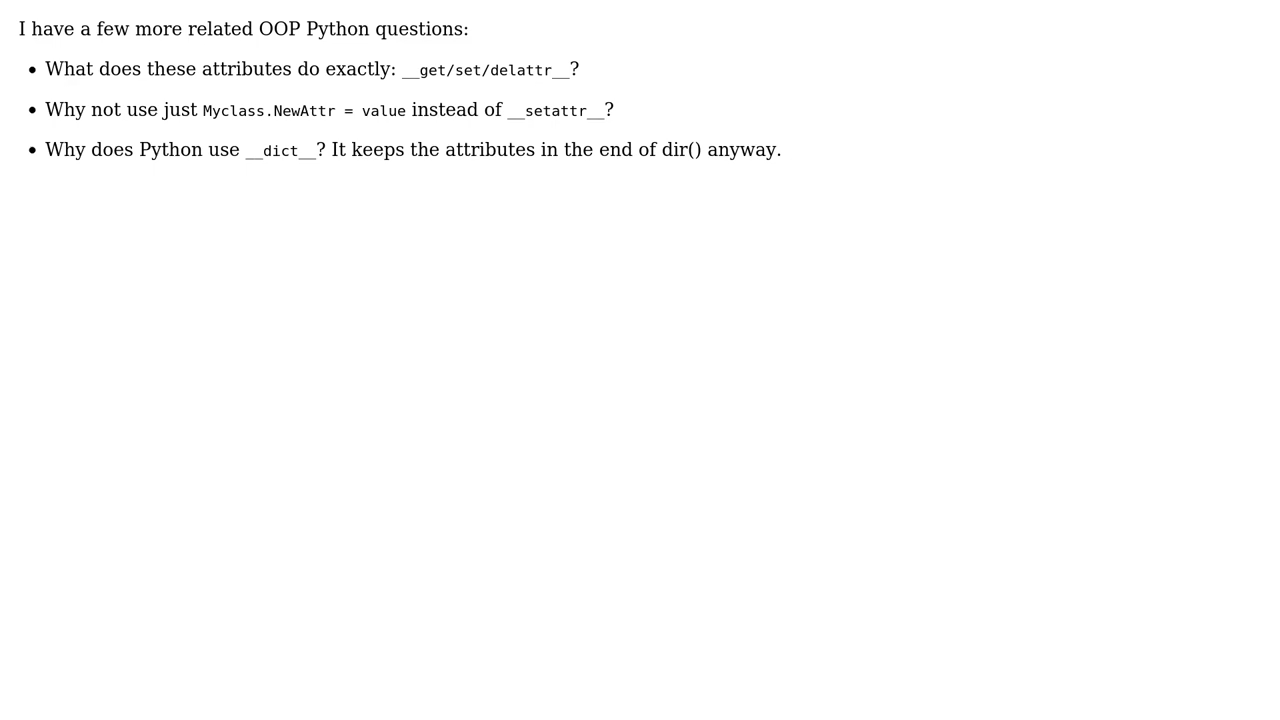 I have a few more related OOP Python questions:
• What does these attributes do exactly: __get/set/delattr__?
• Why not use just Myclass.NewAttr = value instead of __setattr__?
• Why does Python use __dict__? It keeps the attributes in the end of dir() anyway.